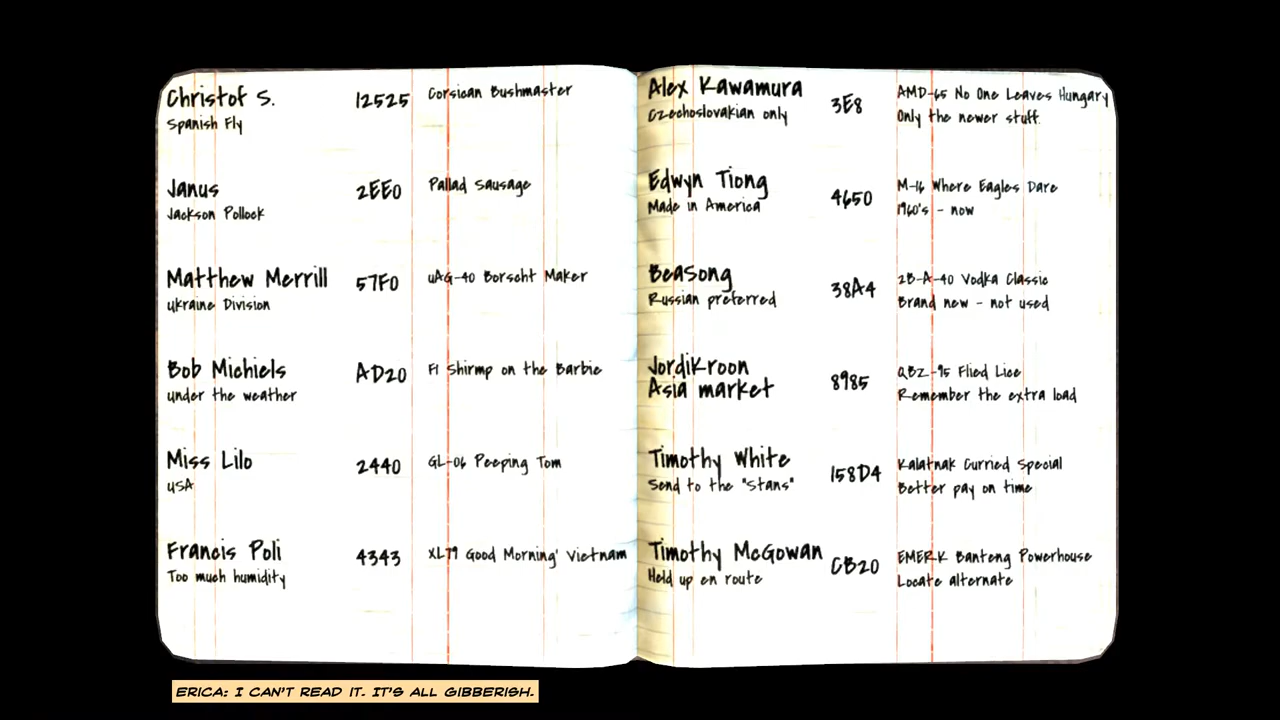 Christof S. 12525 Corsican Bushmaster
Spanish Fly
Janus 2EE0 Pallad Sausage
Jackson Pollock
Matthew Merrill 57F0 uAG-40 Borscht Maker
ukraine Division
Bob Michiels AD20 F1 Shirmp on the Barbie
under the weather
Miss Lilo 2440 GL-06 Peeping Tom
USA
Francis Poli 4343 XL79 Good Morning' Vietnam
Too much humidity
Alex Kawamura 3E8 AMD-65 No One Leaves Hungary
Czechoslovakian only Only the newer stuff.
Edwyn Tiong 4650 M-16 Where Eagles Dare
Made in America 1960's - now
BeaSong 38A4 2B-A-40 Vodka Classic
Russian preferred Brand new - not used
JordiKroon 8985 QBZ-95 Flied Lice
Asia market Remember the extra load
Timothy White 158D4 Kalatnak Curried Special
Send to the "Stans" Better pay on time
Timothy McGowan CB20 EMERK Banteng Powerhouse
Held up en route Locate alternate
ERICA: I CAN'T READ IT. IT'S ALL GIBBERISH.